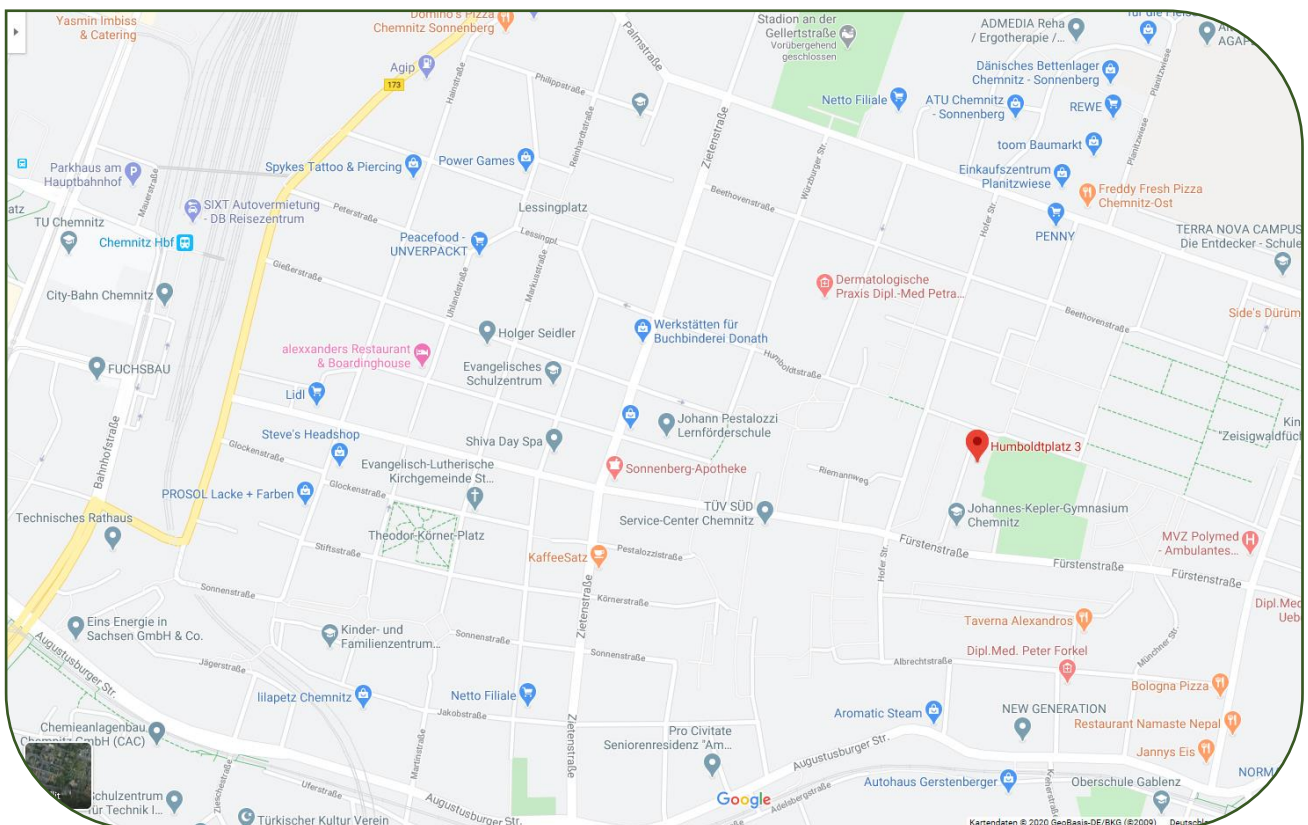 Yasmin Imbiss
& Catering
Domino's Pizza
Chemnitz Sonnenberg
Agip
173
Hainstraße
Philippstraße
Palmstraße
Stadion an der
Gellertstraße
Vorübergehend
geschlossen
ADMEDIA Reha
/ Ergotherapie /...
Dänisches Bettenlager
Chemnitz - Sonnenberg
Planitzwiese
Netto Filiale
ATU Chemnitz
- Sonnenberg
REWE
toom Baumarkt
Planitzwiese
Einkaufszentrum
Planitzwiese
Freddy Fresh Pizza
Chemnitz-Ost
PENNY
TERRA NOVA CAMPUS
Die Entdecker - Schule
Parkhaus am
Hauptbahnhof
Mauerstraße
Spykes Tattoo & Piercing
Power Games
Reinhardtstraße
Zietenstraße
Würzburger Str.
Beethovenstraße
Hofer Str.
SIXT Autovermietung
- DB Reisezentrum
TU Chemnitz
Chemnitz Hbf
Peterstraße
Lessingplatz
Lessingpl.
Peacefood -
UNVERPACKT
Gießerstraße
Uhlandstraße
Markusstraße
City-Bahn Chemnitz
Dermatologische
Praxis Dipl.-Med Petra...
Beethovenstraße
Side's Dürüm
Holger Seidler
Werkstätten für
Buchbinderei Donath
Humboldtstraße
alexxanders Restaurant
& Boardinghouse
Evangelisches
Schulzentrum
FUCHSBAU
Lidl
Bahnhofstraße
Steve's Headshop
Glockenstraße
Shiva Day Spa
Johann Pestalozzi
Lernförderschule
Humboldtplatz 3
Sonnenberg-Apotheke
Riemannweg
Evangelisch-Lutherische
Kirchgemeinde St...
Glockenstraße
PROSOL Lacke + Farben
Technisches Rathaus
TÜV SÜD
Service-Center Chemnitz
Johannes-Kepler-Gymnasium
Chemnitz
Theodor-Körner-Platz
Stiftsstraße
KaffeeSatz
Pestalozzistraße
Hofer Str.
Fürstenstraße
Fürstenstraße
Fürstenstraße
MVZ Polymed
- Ambulantes...
Sonnenstraße
Körnerstraße
Zietenstraße
Eins Energie in
Sachsen GmbH & Co.
Kinder- und
Familienzentrum...
Sonnenstraße
Sonnenstraße
Taverna Alexandros
Dipl.Med. Peter Forkel
Albrechtstraße
Münchner Str.
Augustusburger Str.
Jägerstraße
lilapetz Chemnitz
Netto Filiale
Jakobstraße
Bologna Pizza
NEW GENERATION
Restaurant Namaste Nepal
Aromatic Steam
Chemieanlagenbau
Chemnitz GmbH (CAC)
Martinstraße
Zietenstraße
Pro Civitate
Seniorenresidenz "Am...
Augustusburger Str.
Jannys Eis
Autohaus Gerstenberger
Oberschule Gablenz
Zieschestraße
Uferstraße
Türkischer Kultur Verein
Augustusburger Str.
Google
Adelsbergstraße
Kreherstraße
Kartendaten © 2020 GeoBasis-DE/BKG (©2009)